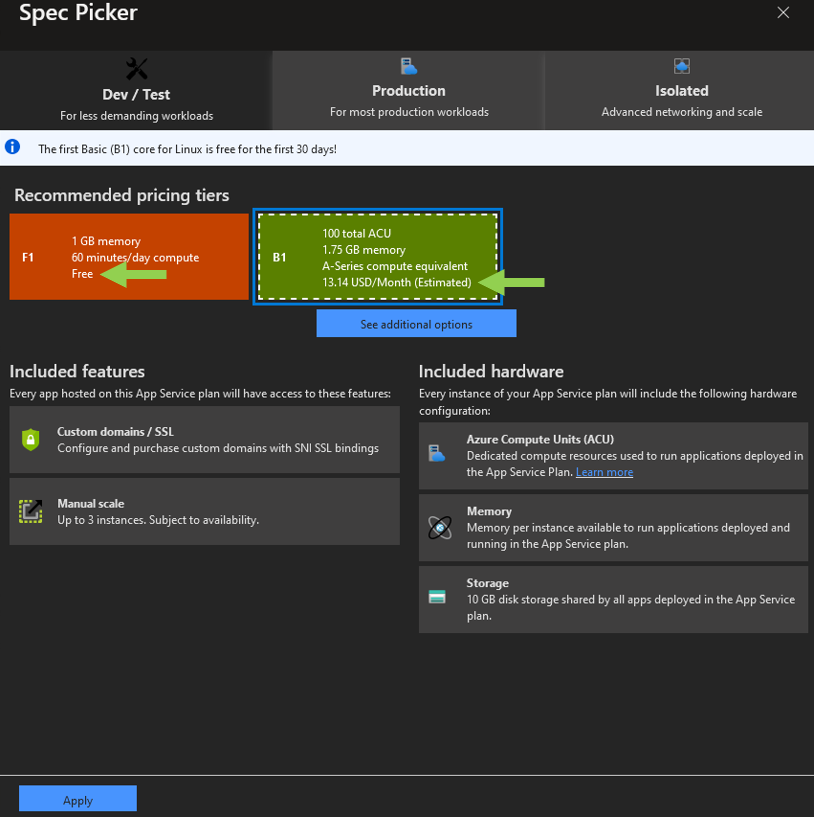 Spec Picker
Dev / Test
For less demanding workloads
Production
For most production workloads
Isolated
Advanced networking and scale
The first Basic (B1) core for Linux is free for the first 30 days!
Recommended pricing tiers
F1
1 GB memory
60 minutes/day compute
Free
B1
100 total ACU
1.75 GB memory
A-Series compute equivalent
13.14 USD/Month (Estimated)
See additional options
Included features
Every app hosted on this App Service plan will have access to these features:
Custom domains / SSL
Configure and purchase custom domains with SNI SSL bindings
Manual scale
Up to 3 instances. Subject to availability.
Included hardware
Every instance of your App Service plan will include the following hardware
configuration:
Azure Compute Units (ACU)
Dedicated compute resources used to run applications deployed in
the App Service Plan. Learn more
Memory
Memory per instance available to run applications deployed and
running in the App Service plan.
Storage
10 GB disk storage shared by all apps deployed in the App Service
plan.
Apply